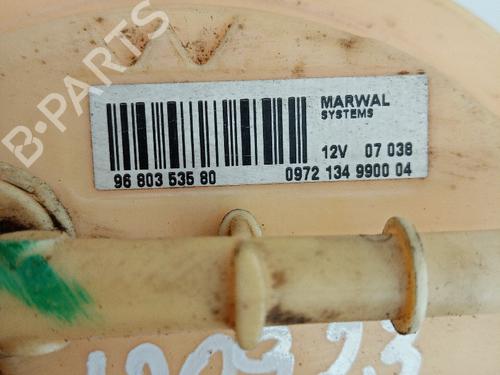 B-PARTS
MARWAL
SYSTEMS
12V 07 038
96 803 535 80
0972 134 9900 04